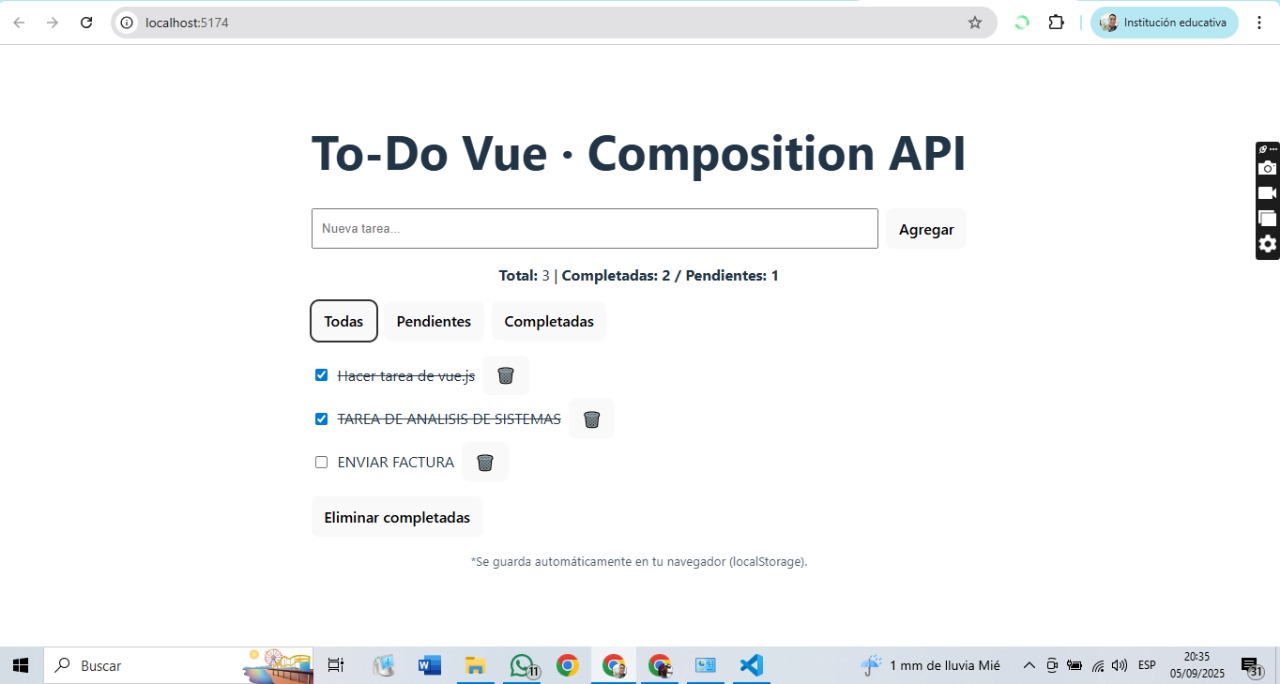 localhost:5174
Institución educativa
To-Do Vue · Composition API
Nueva tarea...
Agregar
Total: 3 | Completadas: 2 / Pendientes: 1
Todas
Pendientes
Completadas
Hacer tarea de vue.js
TAREA DE ANALISIS DE SISTEMAS
ENVIAR FACTURA
Eliminar completadas
*Se guarda automáticamente en tu navegador (localStorage).
Buscar
W
11
1 mm de lluvia Mié
ESP
20:35
05/09/2025
31